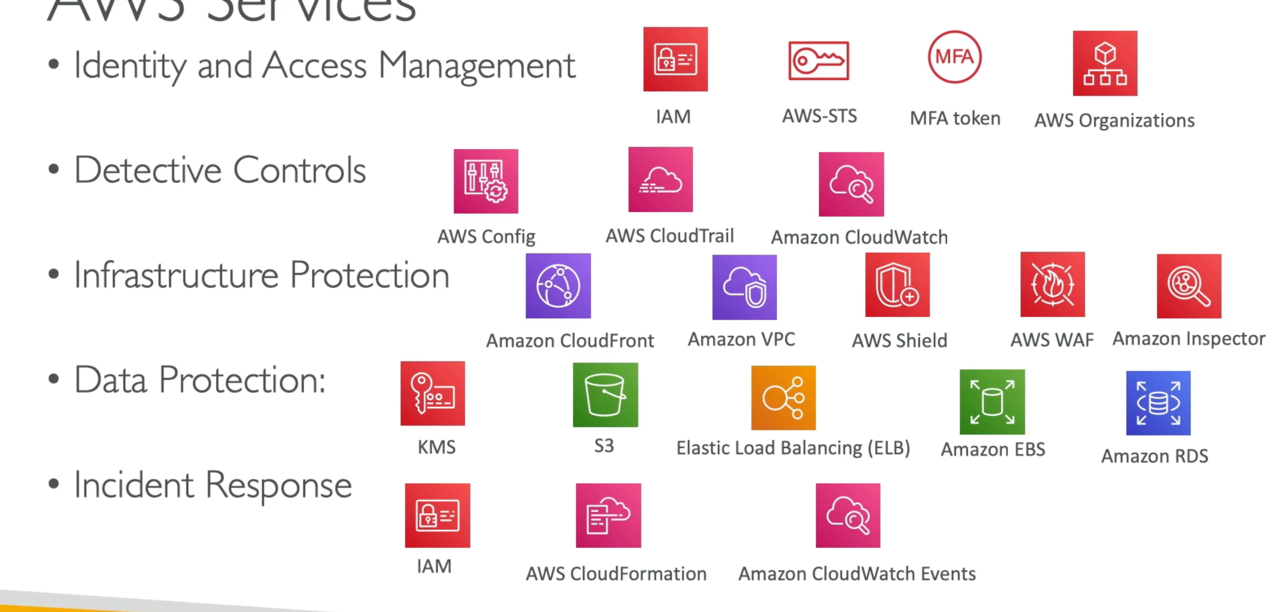 AWS Services
• Identity and Access Management
MFA
IAM
AWS-STS
MFA token
AWS Organizations
• Detective Controls
AWS Config
AWS CloudTrail
Amazon CloudWatch
• Infrastructure Protection
Amazon CloudFront
Amazon VPC
AWS Shield
AWS WAF
Amazon Inspector
• Data Protection:
KMS
S3
Elastic Load Balancing (ELB)
Amazon EBS
Amazon RDS
• Incident Response
IAM
AWS CloudFormation
Amazon CloudWatch Events